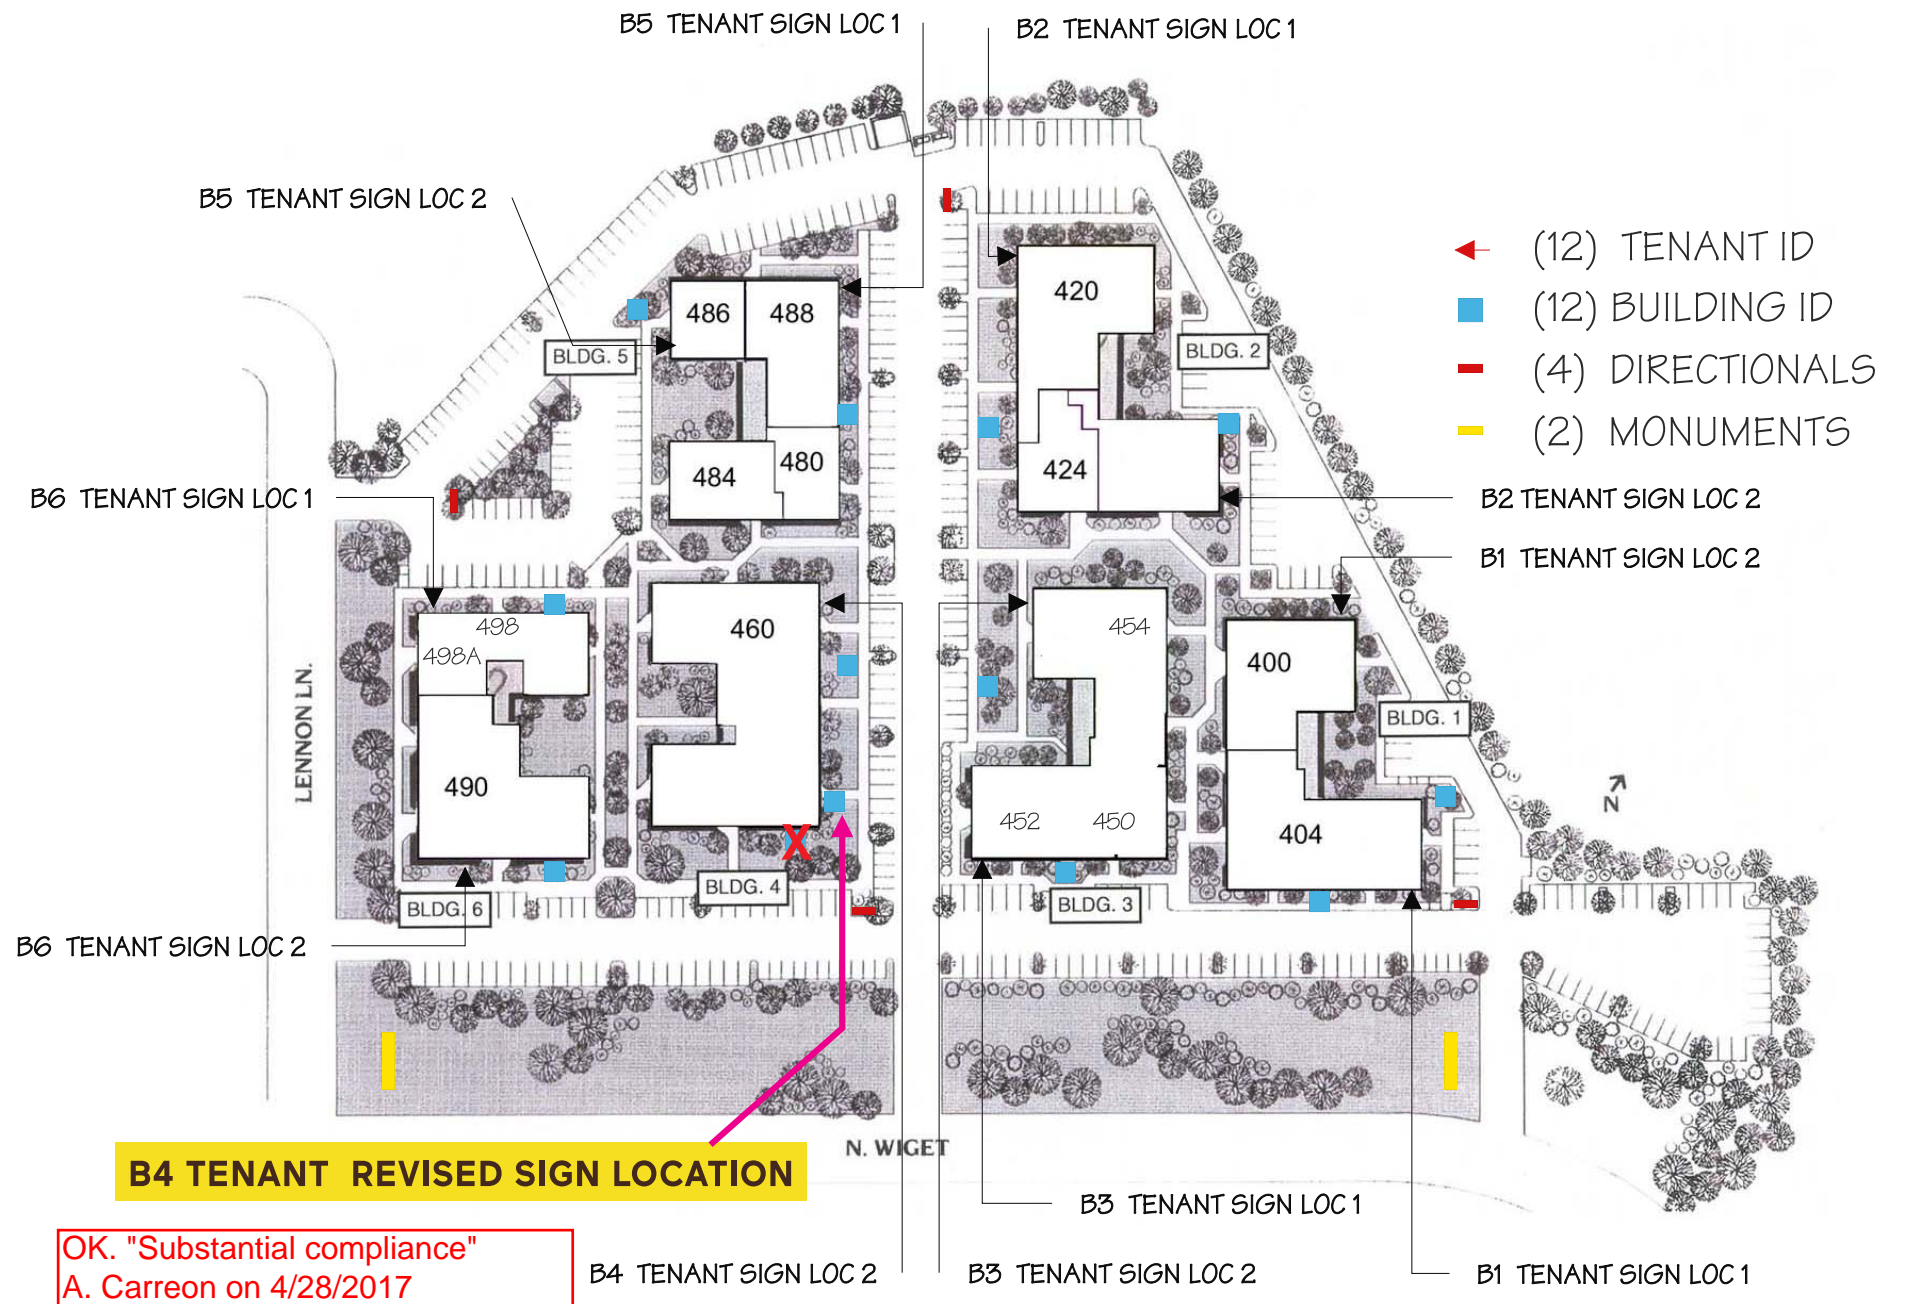 B5 TENANT SIGN LOC 1
B2 TENANT SIGN LOC 1
B5 TENANT SIGN LOC 2
(12) TENANT ID
(12) BUILDING ID
(4) DIRECTIONALS
(2) MONUMENTS
420
486
488
BLDG. 5
BLDG. 2
484
480
424
B6 TENANT SIGN LOC 1
B2 TENANT SIGN LOC 2
B1 TENANT SIGN LOC 2
498
498A
460
454
400
LENNON LN.
BLDG. 1
490
N
452
450
404
X
BLDG. 4
BLDG. 6
BLDG. 3
B6 TENANT SIGN LOC 2
N. WIGET
B4 TENANT REVISED SIGN LOCATION
B3 TENANT SIGN LOC 1
OK. "Substantial compliance"
A. Carreon on 4/28/2017
B4 TENANT SIGN LOC 2
B3 TENANT SIGN LOC 2
B1 TENANT SIGN LOC 1